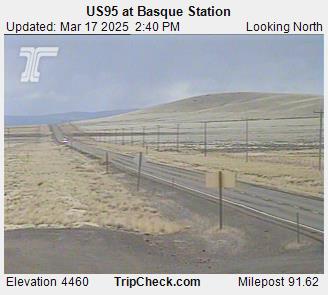 US95 at Basque Station
Updated: Mar 17 2025 2:40 PM Looking North
Elevation 4460 TripCheck.com Milepost 91.62